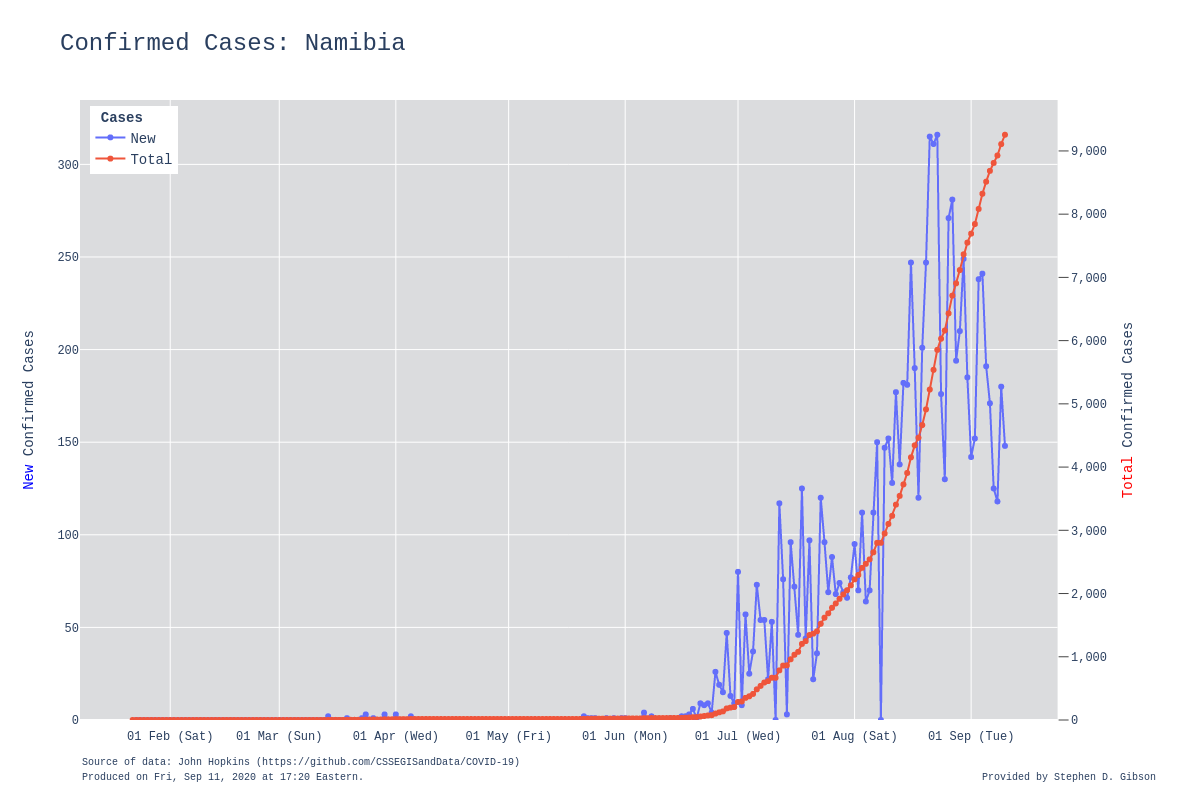 Confirmed Cases: Namibia
Cases
New
Total
300
250
200
150
100
50
0
New Confirmed Cases
9,000
8,000
7,000
6,000
5,000
4,000
3,000
2,000
1,000
0
Total Confirmed Cases
01 Feb (Sat) 01 Mar (Sun) 01 Apr (Wed) 01 May (Fri) 01 Jun (Mon) 01 Jul (Wed) 01 Aug (Sat) 01 Sep (Tue)
Source of data: John Hopkins (https://github.com/CSSEGISandData/COVID-19)
Produced on Fri, Sep 11, 2020 at 17:20 Eastern.
Provided by Stephen D. Gibson